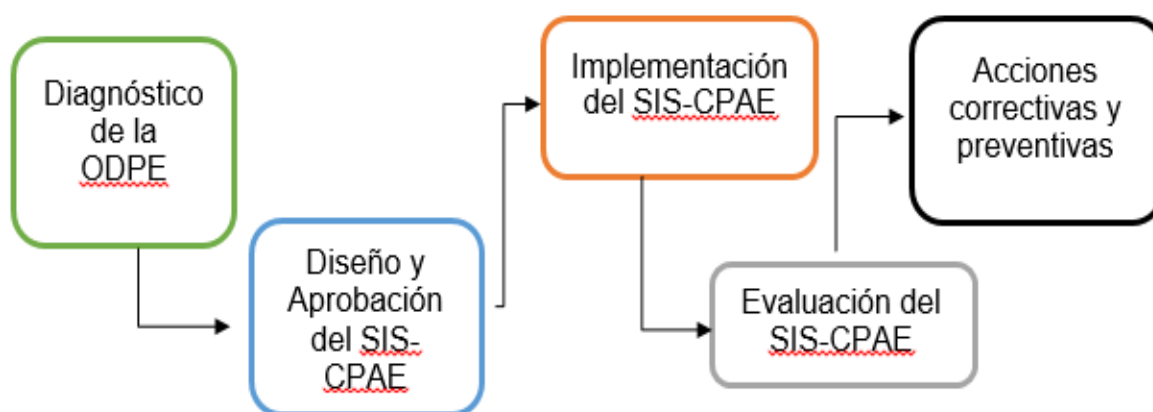 Diagnóstico
de la
ODPE
Diseño y
Aprobación
del SIS-
CPAE
Implementación
del SIS-CPAE
Evaluación del
SIS-CPAE
Acciones
correctivas y
preventivas